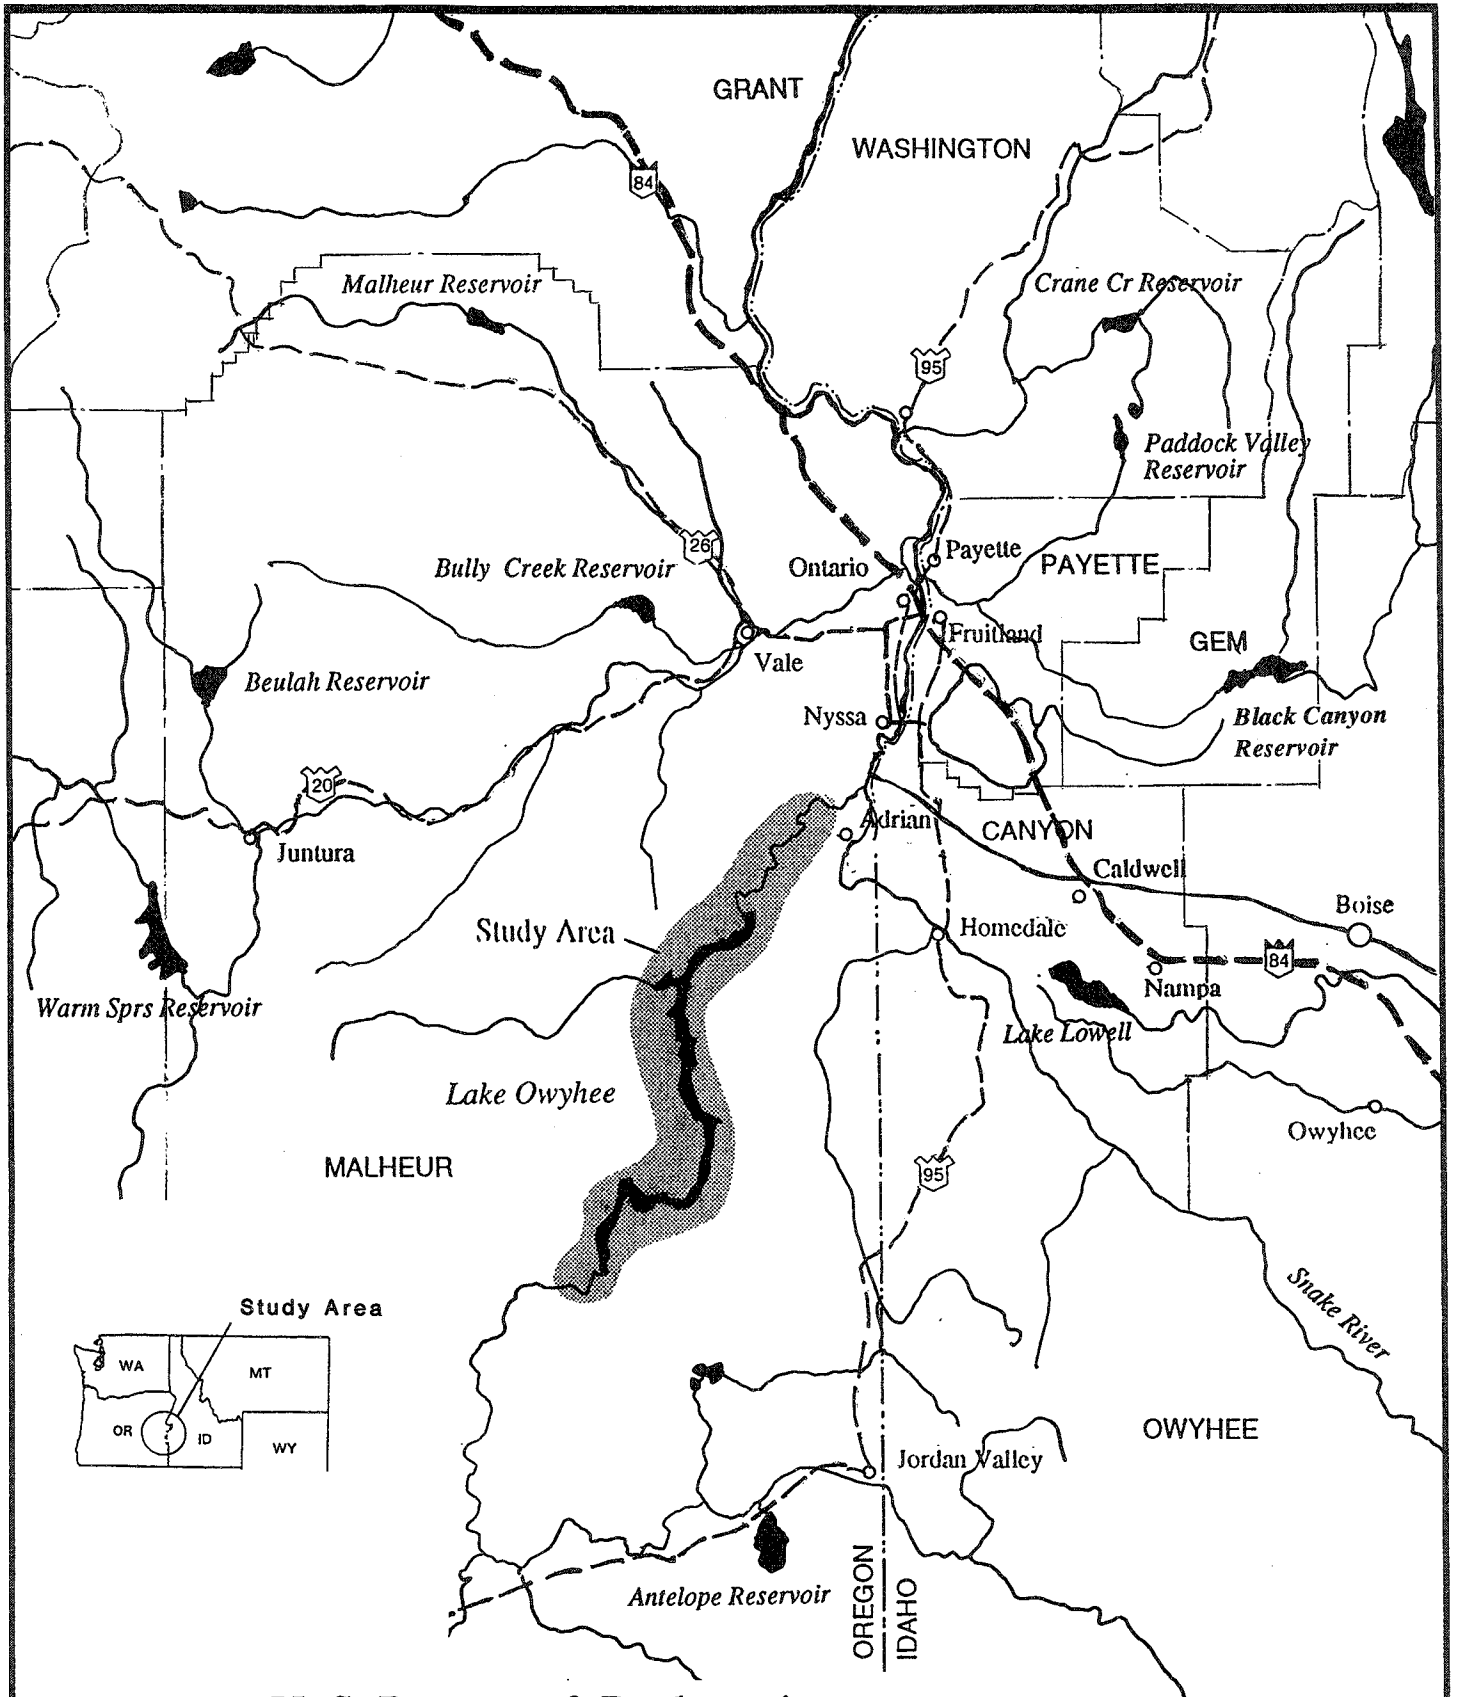 GRANT
WASHINGTON
84
Malheur Reservoir
Crane Cr Reservoir
95
Paddock Valley
Reservoir
26
Bully Creek Reservoir
Ontario
Payette
PAYETTE
Fruitland
GEM
Vale
Beulah Reservoir
Nyssa
Black Canyon
Reservoir
20
Adrian
CANYON
Juntura
Caldwell
Boise
Study Area
Homedale
84
Nampa
Warm Sprs Reservoir
Lake Lowell
Lake Owyhee
Owyhee
MALHEUR
95
Snake River
Study Area
WA
MT
OR
ID
WY
OWYHEE
Jordan Valley
Antelope Reservoir
OREGON
IDAHO